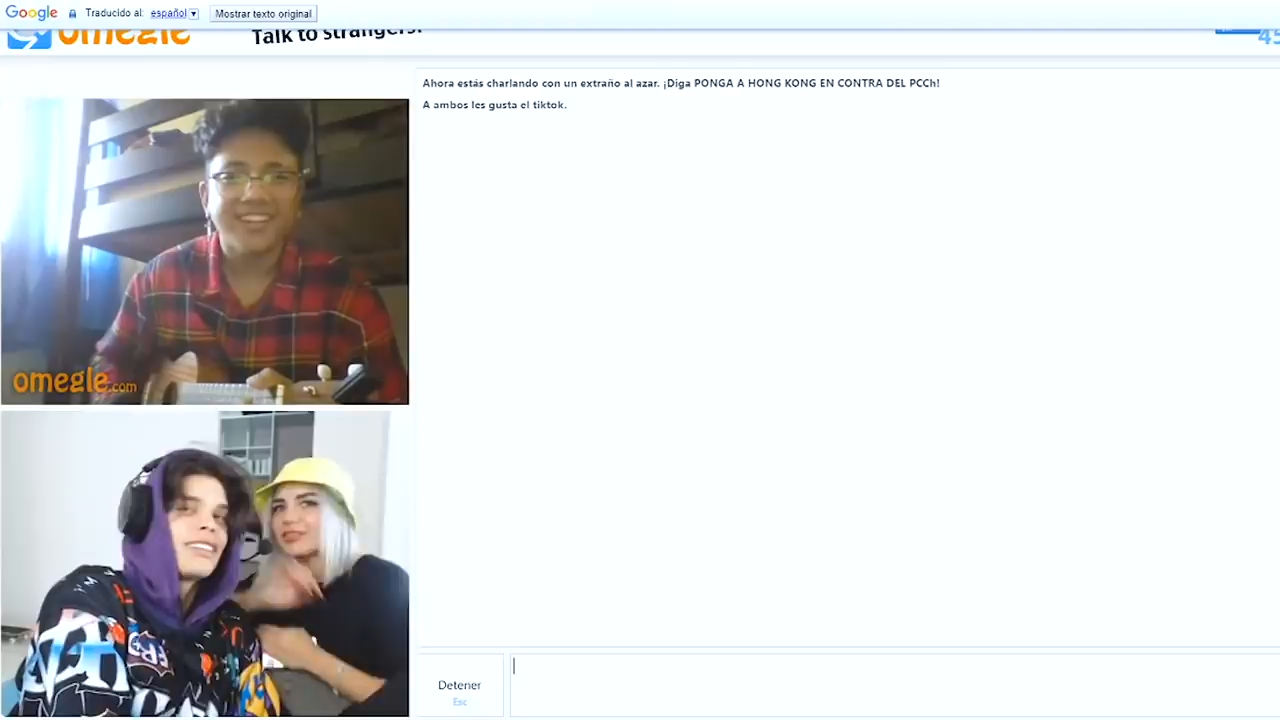 Google Traducido al: español Mostrar texto original
omegle Talk to strangers!
Ahora estás charlando con un extraño al azar. ¡Diga PONGA A HONG KONG EN CONTRA DEL PCCh!
A ambos les gusta el tiktok.
omegle.com
Detener
Esc